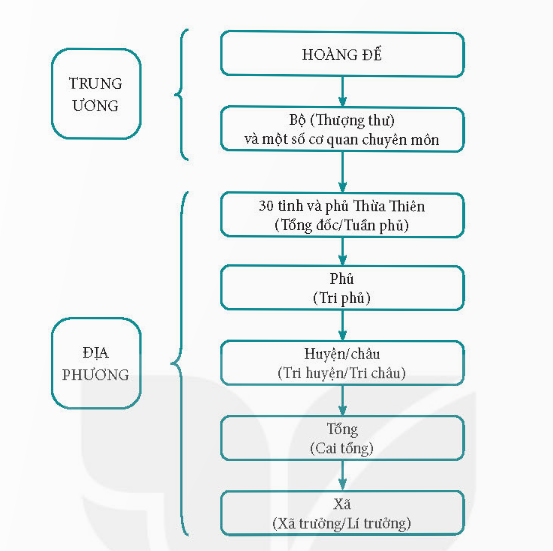 TRUNG
ƯƠNG
HOÀNG ĐẾ
Bộ (Thượng thư)
và một số cơ quan chuyên môn
ĐỊA
PHƯƠNG
30 tỉnh và phủ Thừa Thiên
(Tổng đốc/Tuần phủ)
Phủ
(Tri phủ)
Huyện/châu
(Tri huyện/Tri châu)
Tổng
(Cai tổng)
Xã
(Xã trưởng/Lí trưởng)